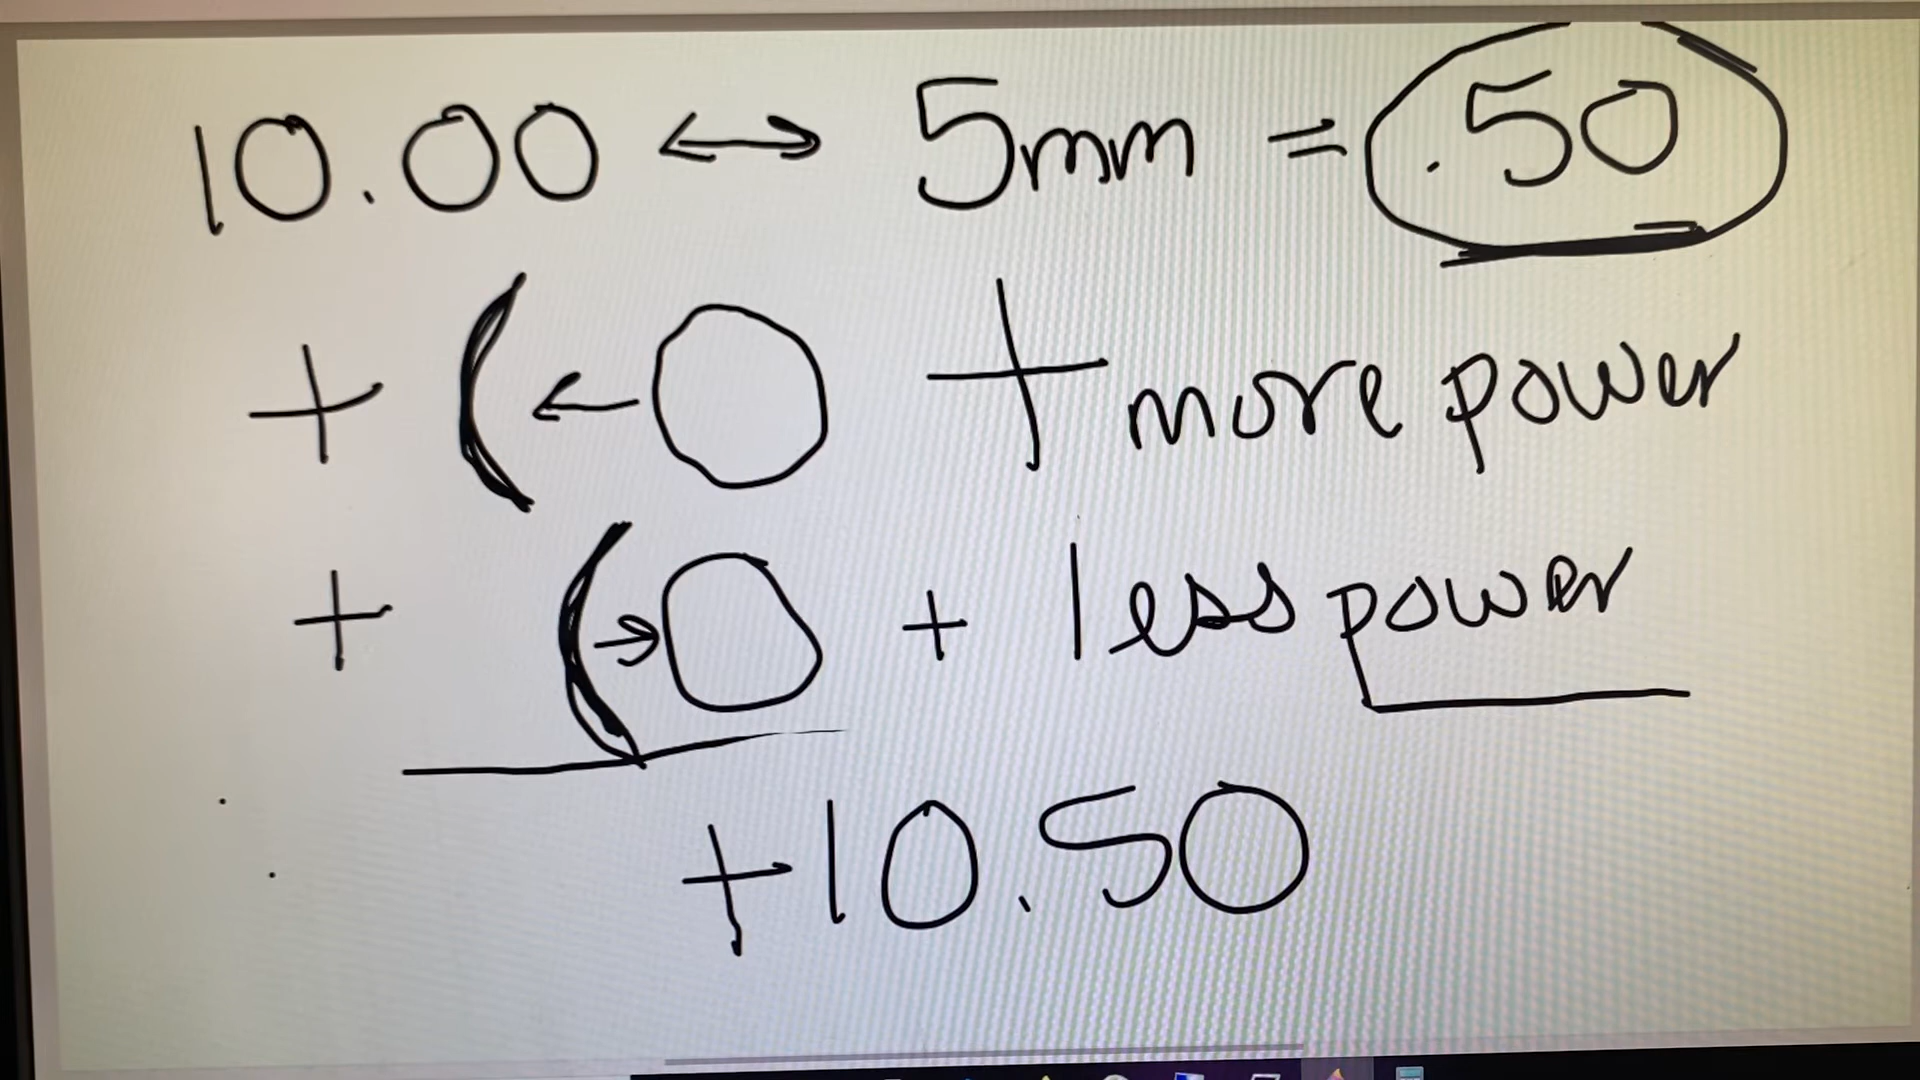 10.00 ↔ 5mm = .50
+ ( ← O + more power
+ ( → O + less power
+10.50